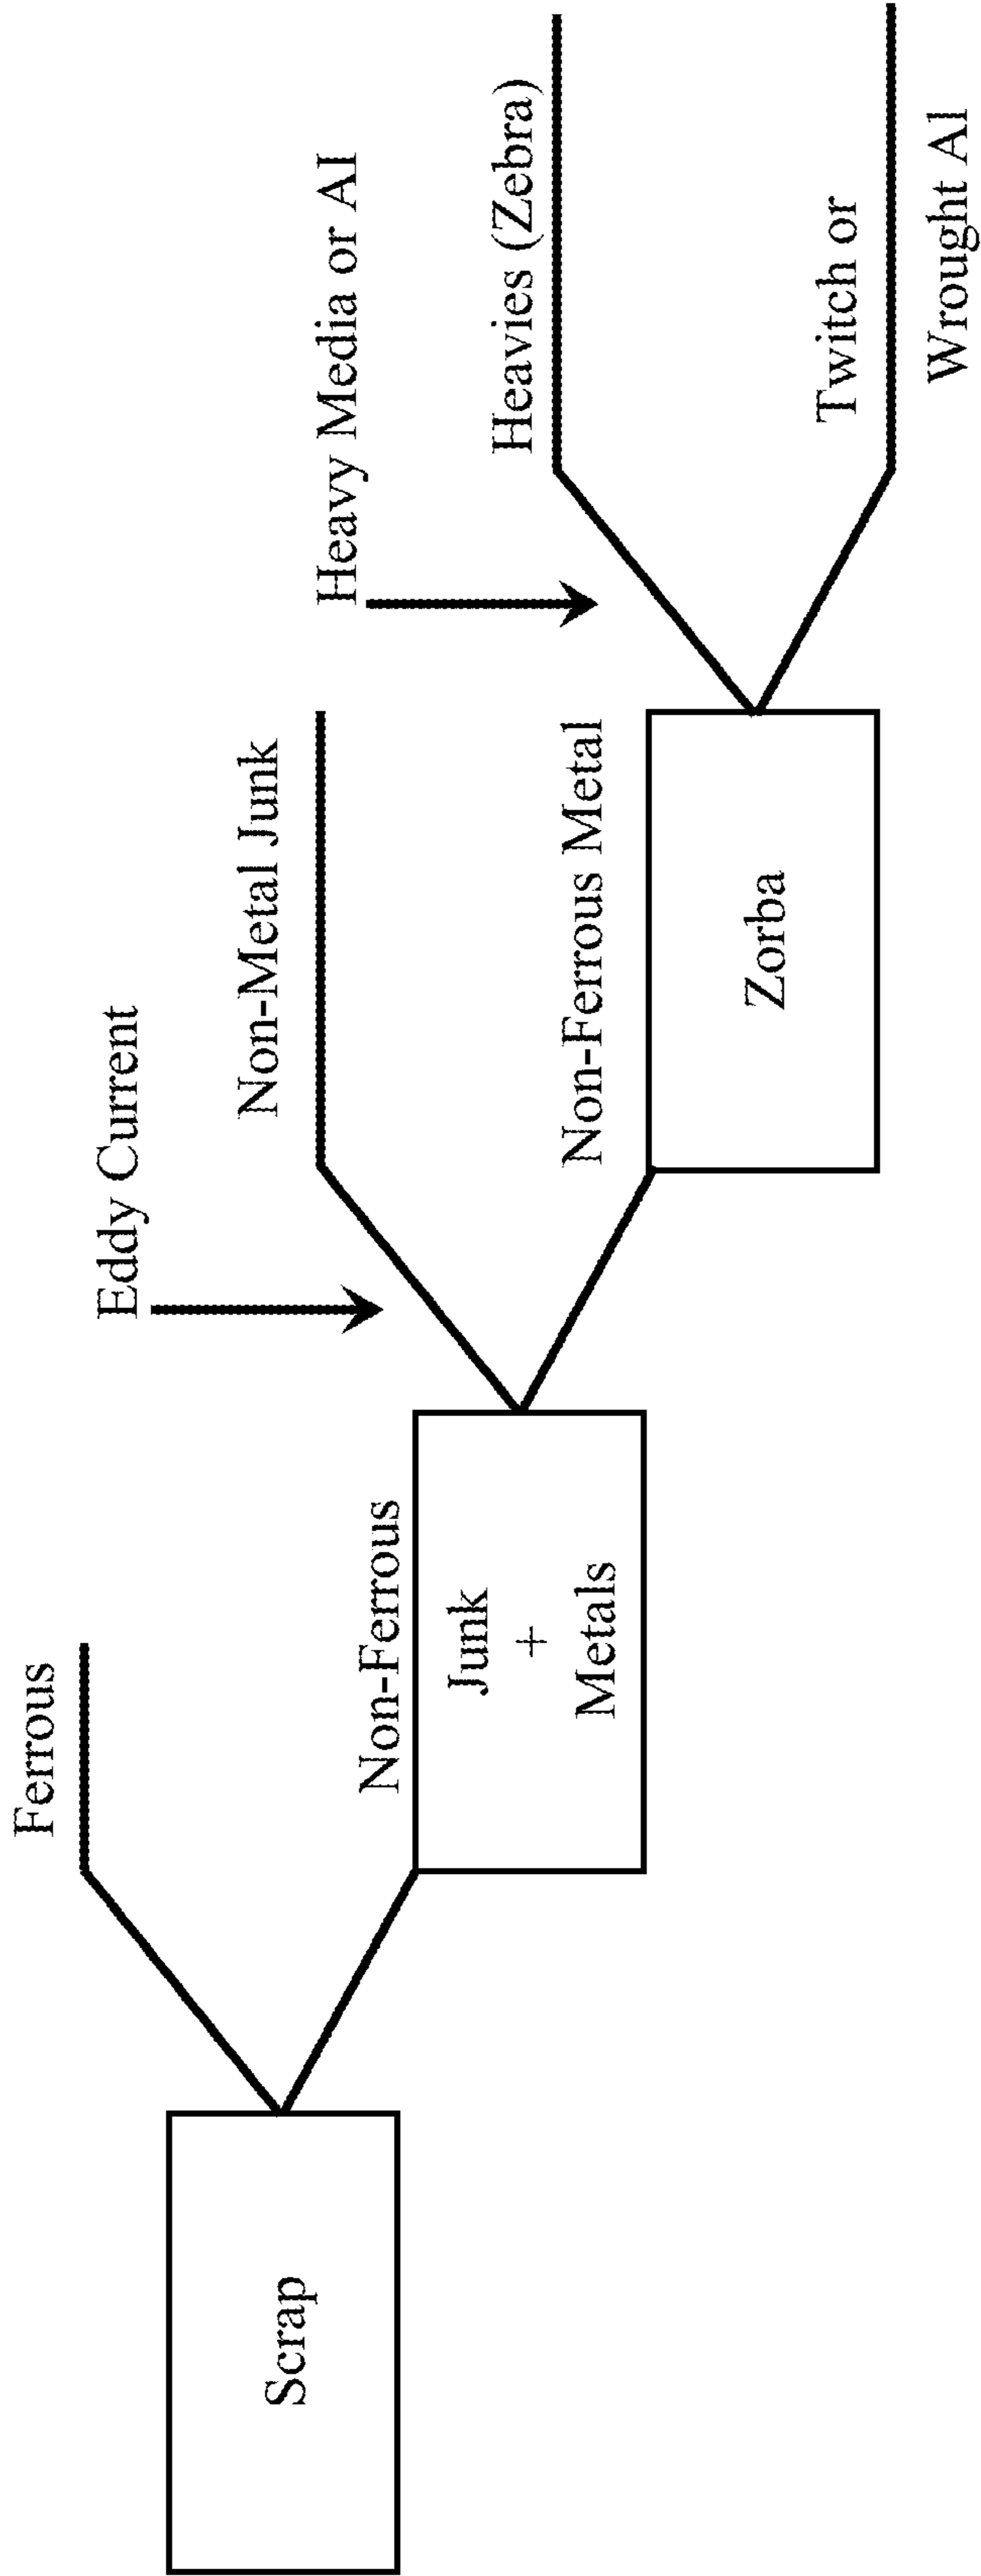 Scrap
Ferrous
Non-Ferrous
Junk
+
Metals
Eddy Current
Non-Metal Junk
Non-Ferrous Metal
Zorba
Heavy Media or AI
Heavies (Zebra)
Twitch or
Wrought Al